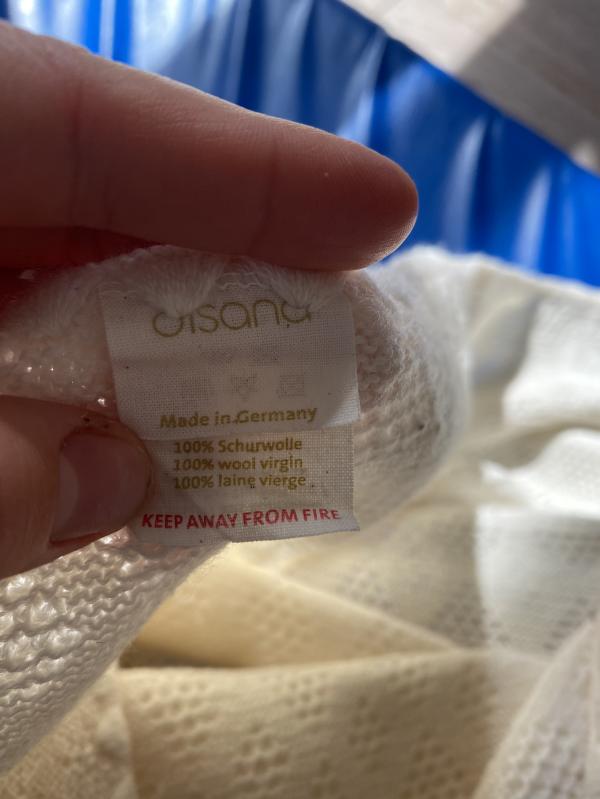 disana
Made in Germany
100% Schurwolle
100% wool virgin
100% laine vierge
KEEP AWAY FROM FIRE